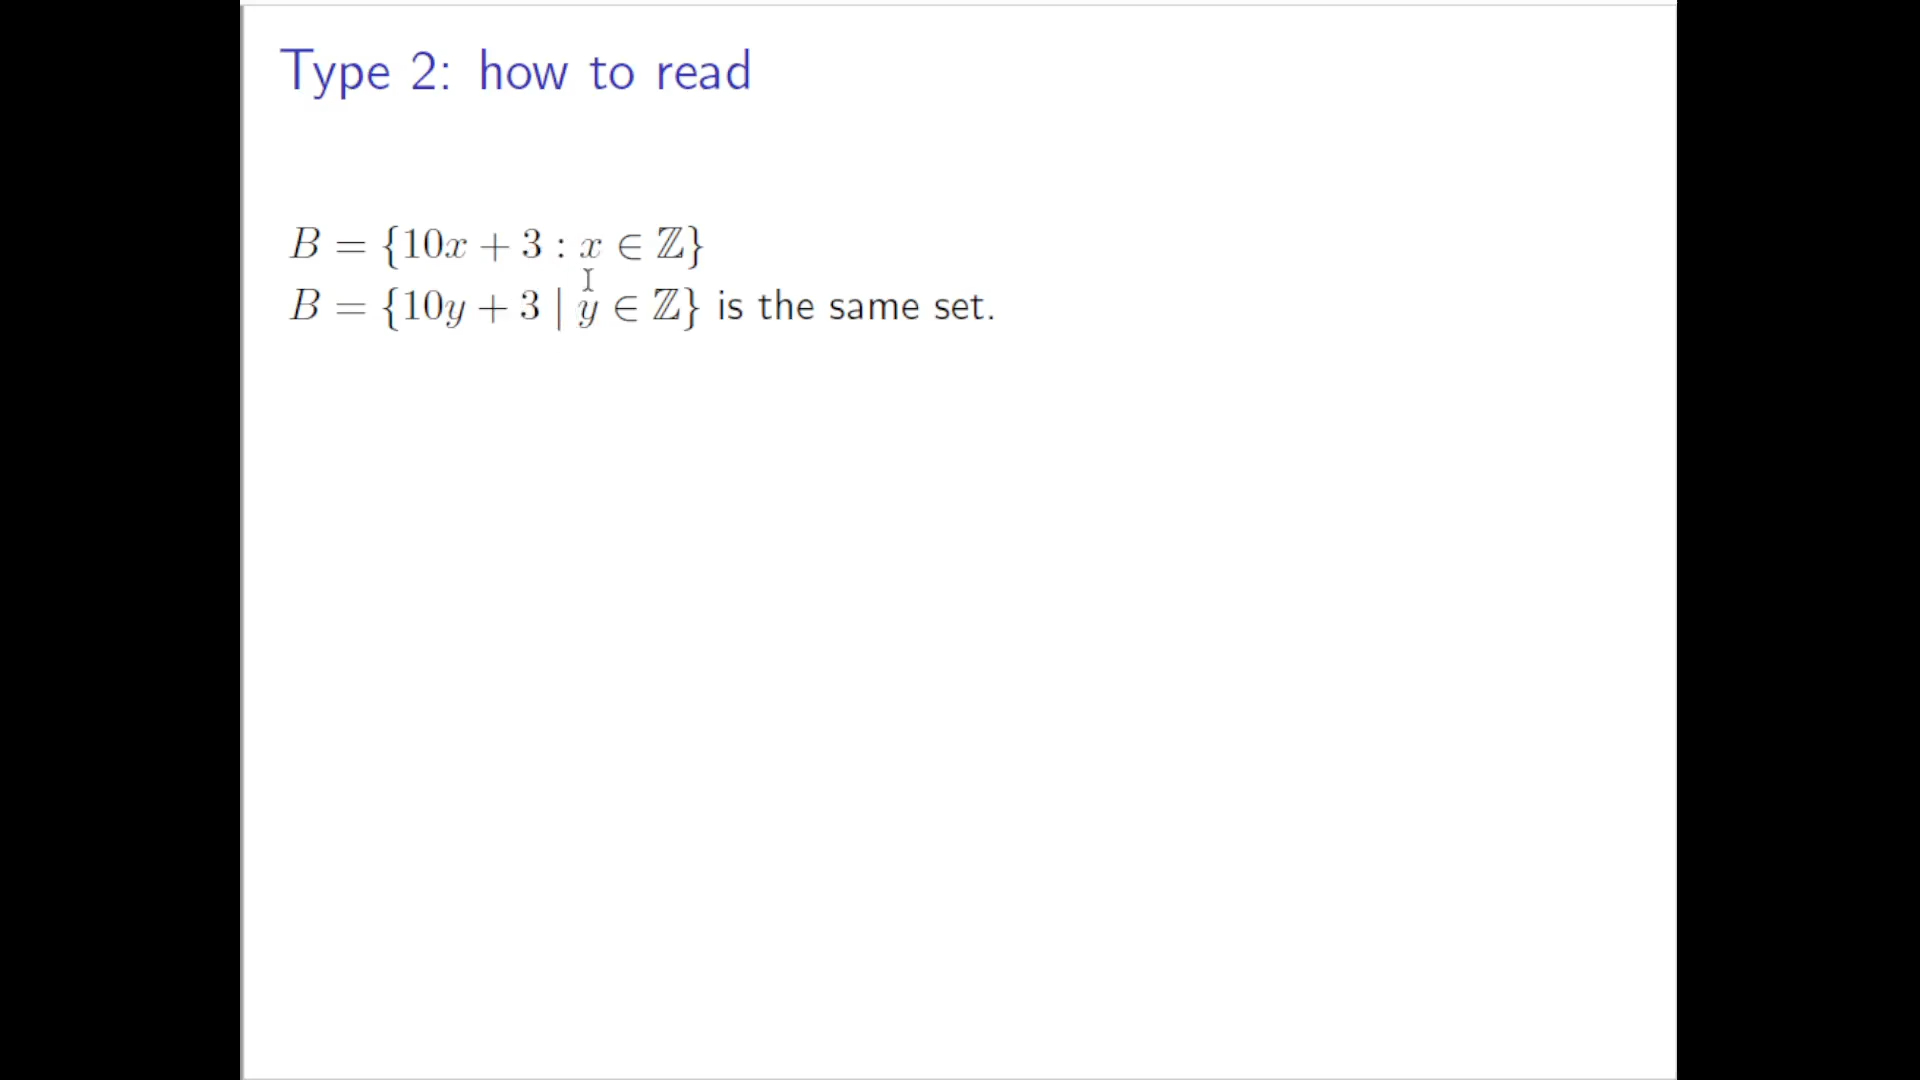 Type 2: how to read
B = {10x + 3 : x ∈ ℤ}
B = {10y + 3 | y ∈ ℤ} is the same set.